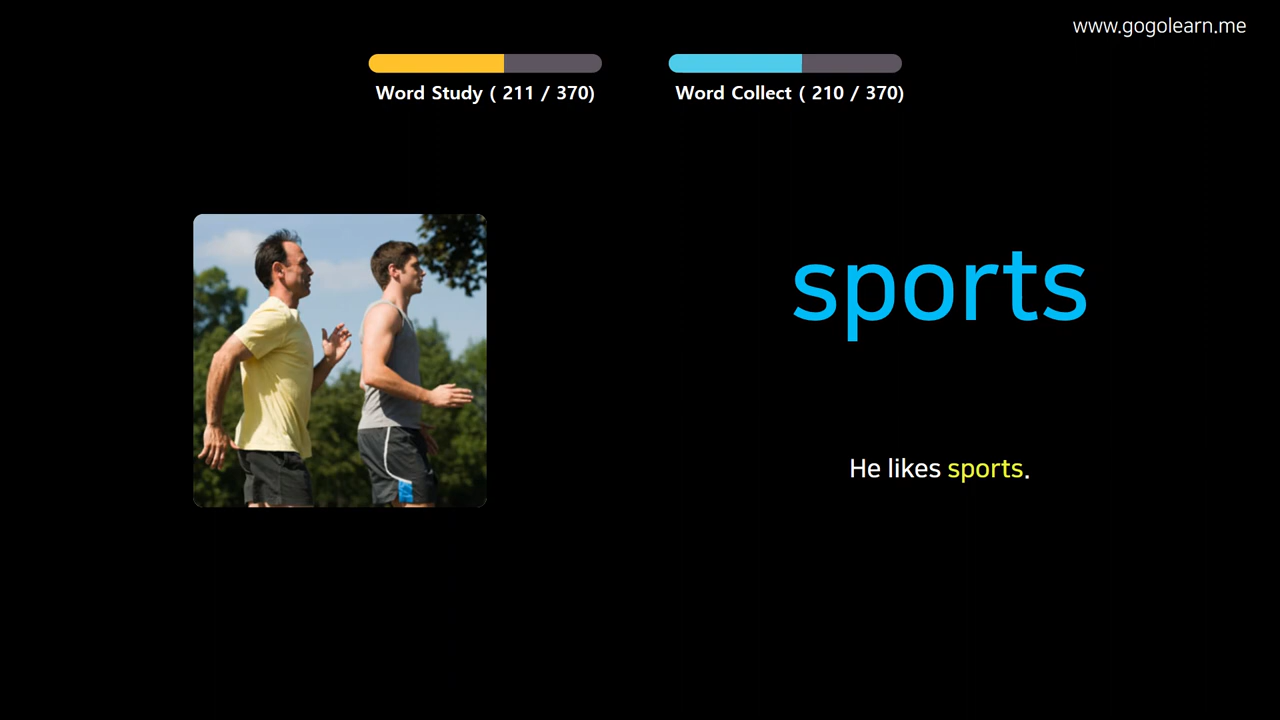 www.gogolearn.me
Word Study ( 211 / 370)
Word Collect ( 210 / 370)
sports
He likes sports.